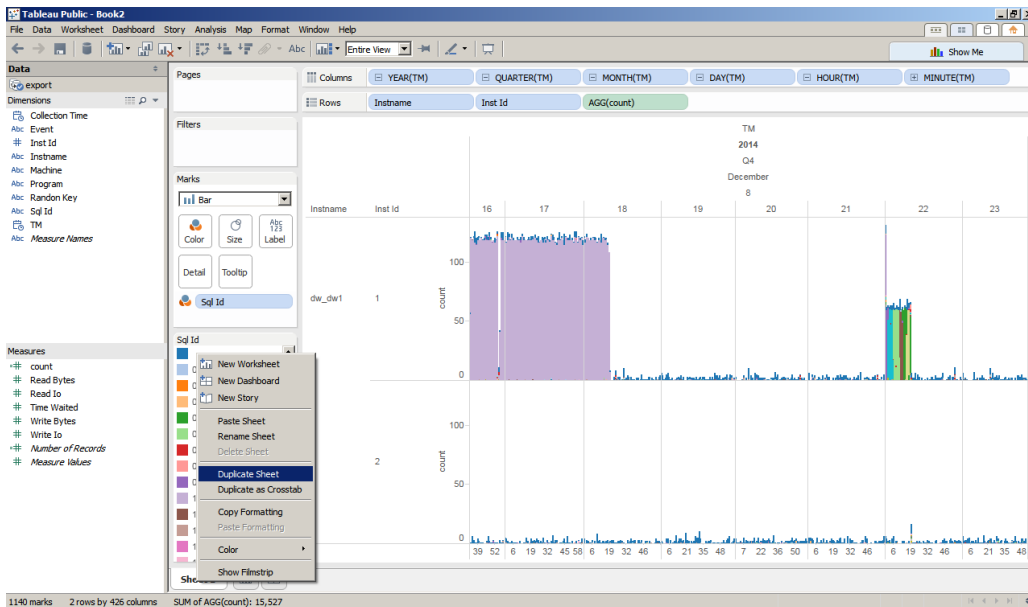 Tableau Public - Book2
File Data Worksheet Dashboard Story Analysis Map Format Window Help
Abc Entire View Show Me
Data
export
Dimensions
Collection Time
Abc Event
# Inst Id
Abc Instname
Abc Machine
Abc Program
Abc Randon Key
Abc Sql Id
TM
Abc Measure Names
Measures
# count
# Read Bytes
# Read Io
# Time Waited
# Write Bytes
# Write Io
# Number of Records
# Measure Values
Pages
Filters
Marks
Bar
Color Size Abc 123 Label
Detail Tooltip
Sql Id
Sql Id
New Worksheet
New Dashboard
New Story
Paste Sheet
Rename Sheet
Delete Sheet
Duplicate Sheet
Duplicate as Crosstab
Copy Formatting
Paste Formatting
Color
Show Filmstrip
Columns YEAR(TM) QUARTER(TM) MONTH(TM) DAY(TM) HOUR(TM) MINUTE(TM)
Rows Instname Inst Id AGG(count)
TM
2014
Q4
December
8
Instname Inst Id 16 17 18 19 20 21 22 23
100
dw_dw1 1 count
50
0
100
2 count
50
0
39 52 6 19 32 45 58 6 19 32 46 6 21 35 48 7 22 36 50 6 19 32 46 6 19 32 46 6 21 35 48
1140 marks 2 rows by 426 columns SUM of AGG(count): 15,527